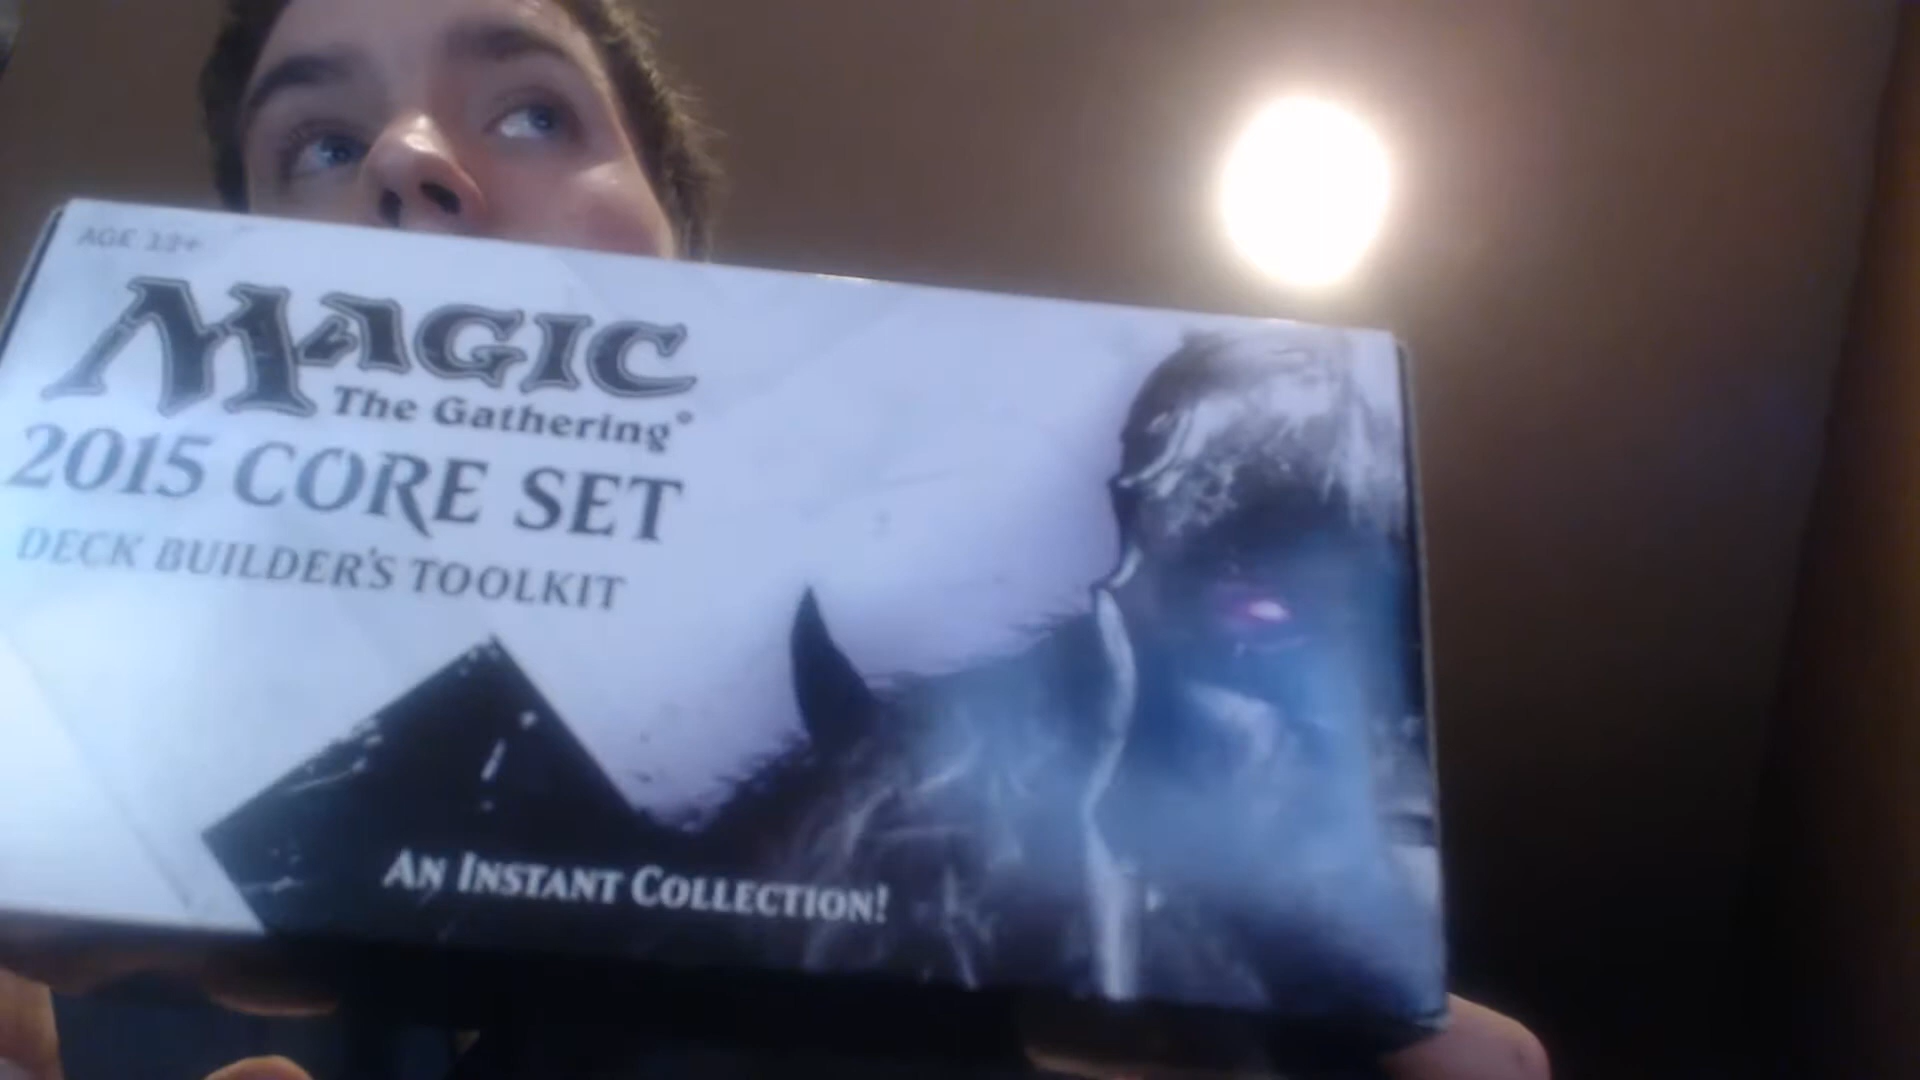 AGE 13+
MAGIC
The Gathering®
2015 CORE SET
DECK BUILDER'S TOOLKIT
AN INSTANT COLLECTION!